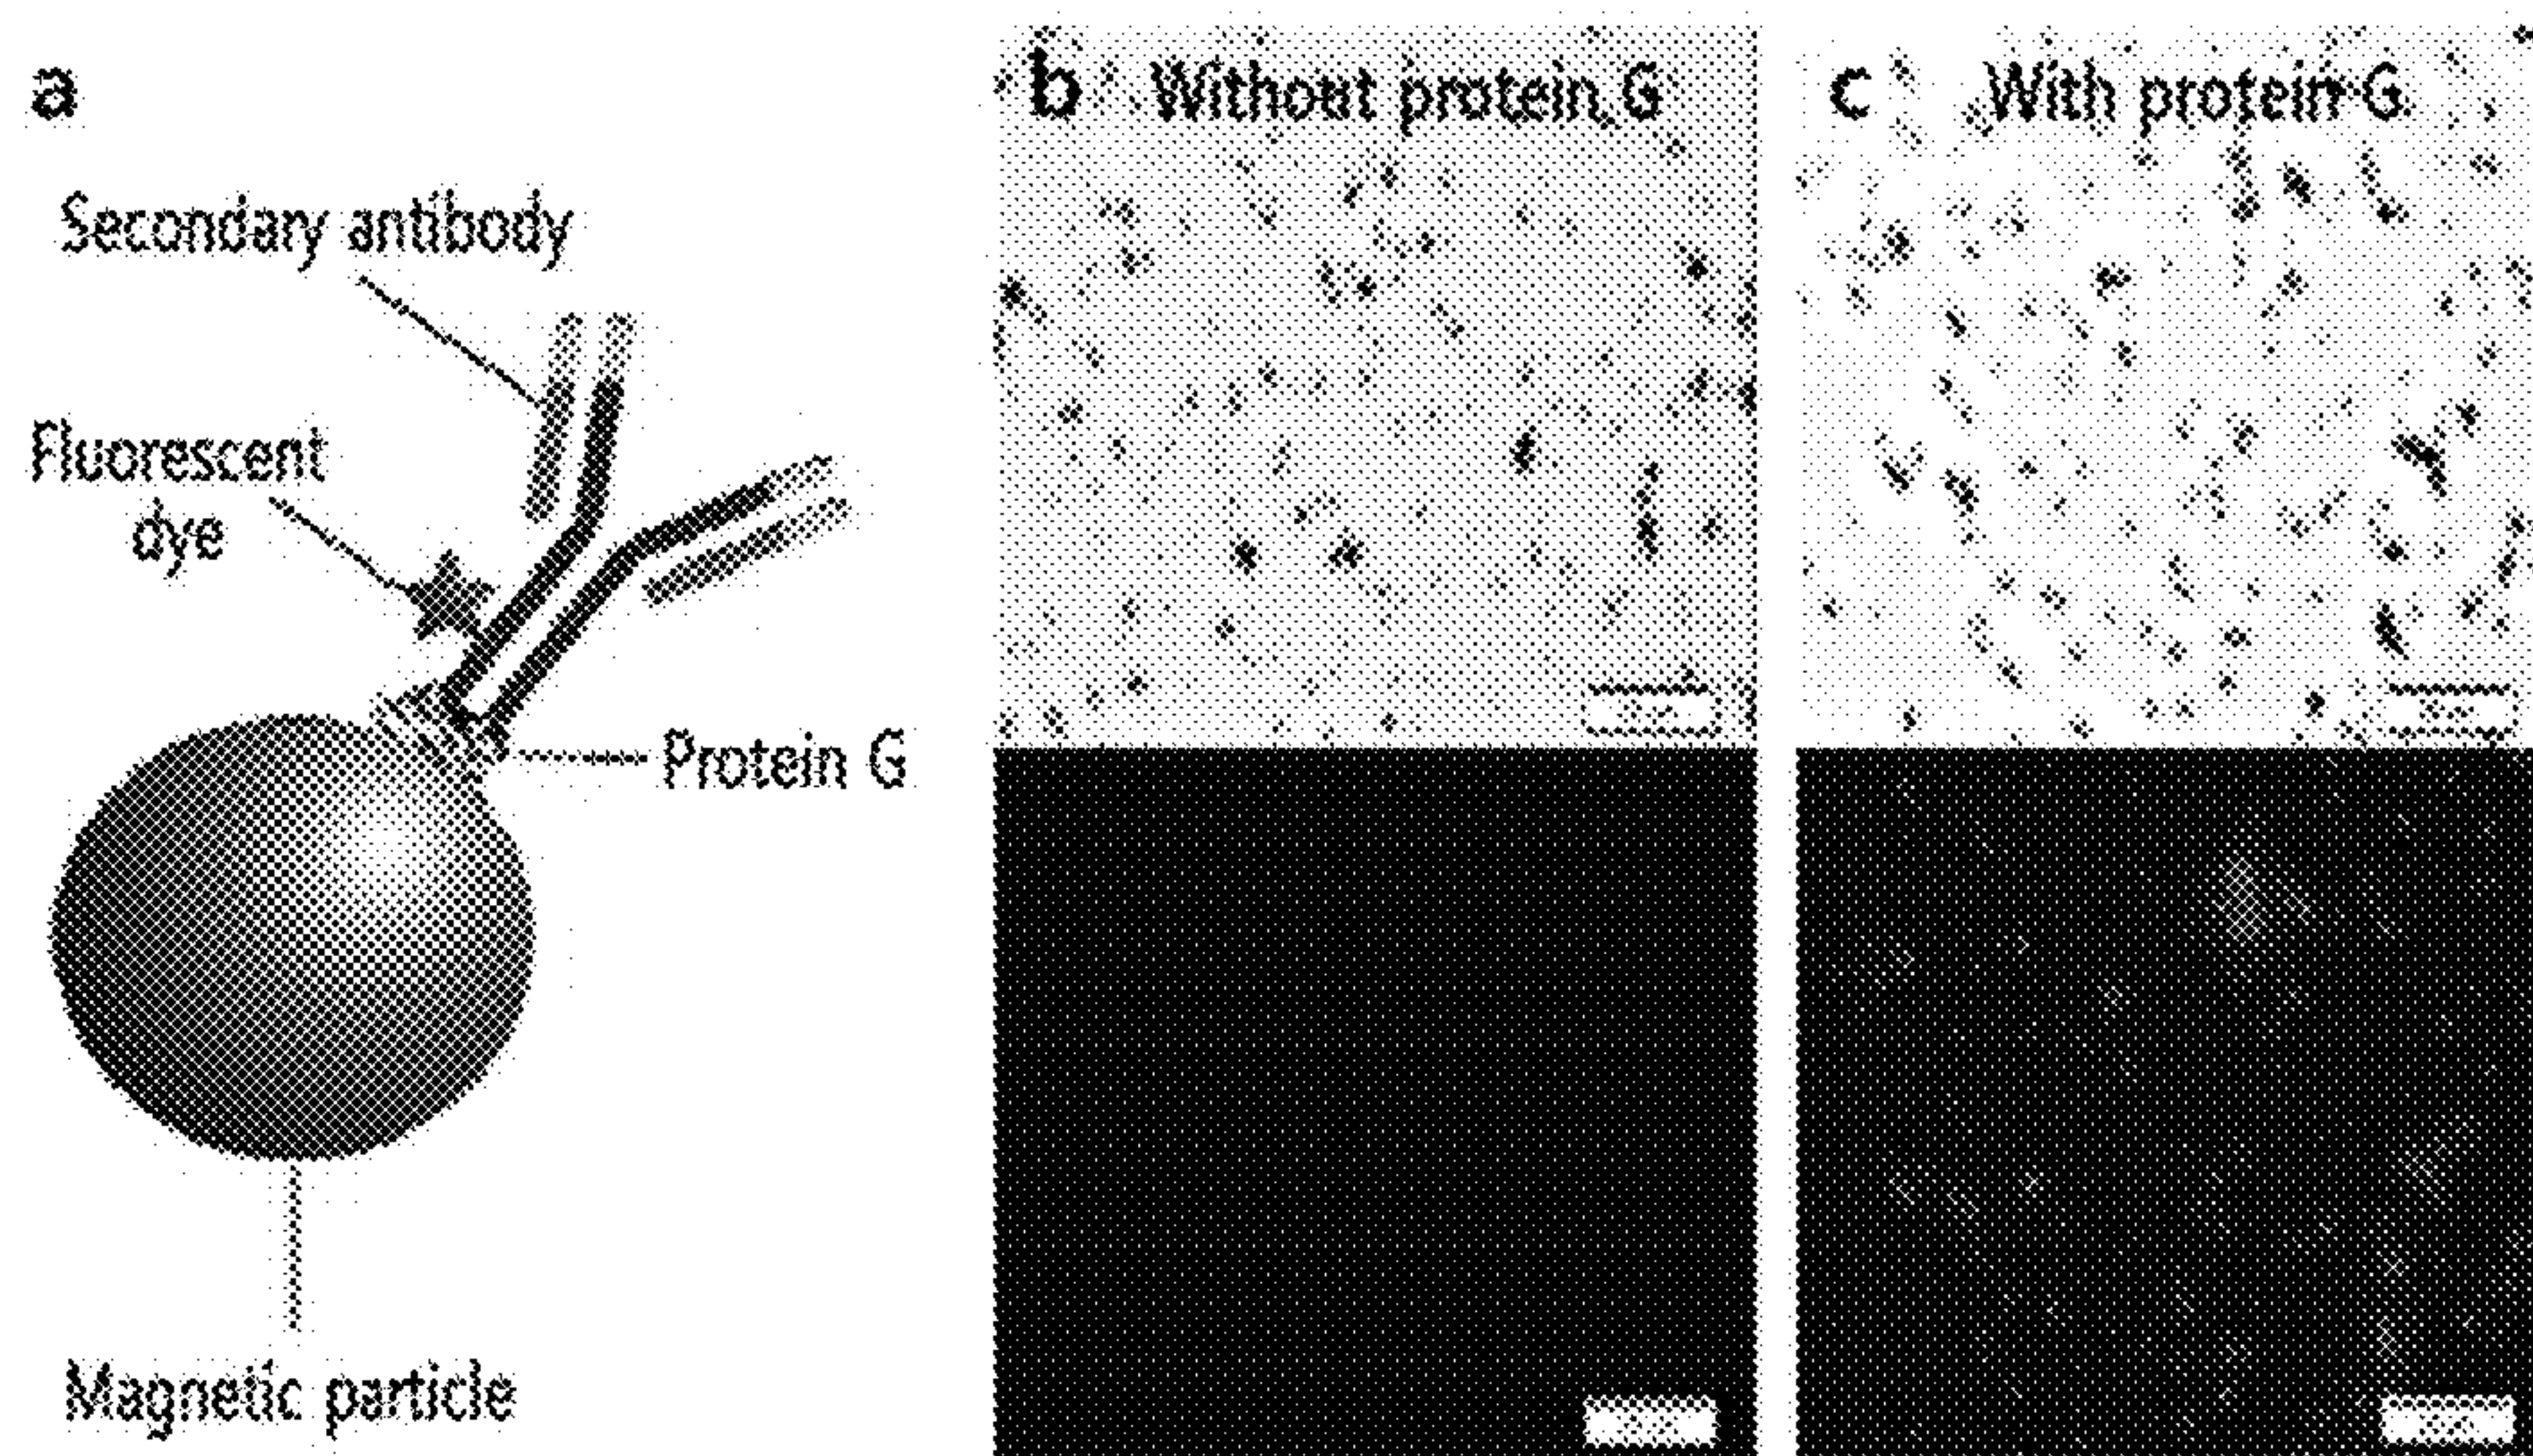 a
Secondary antibody
Fluorescent
dye
Protein G
Magnetic particle
b Without protein G
c With protein G